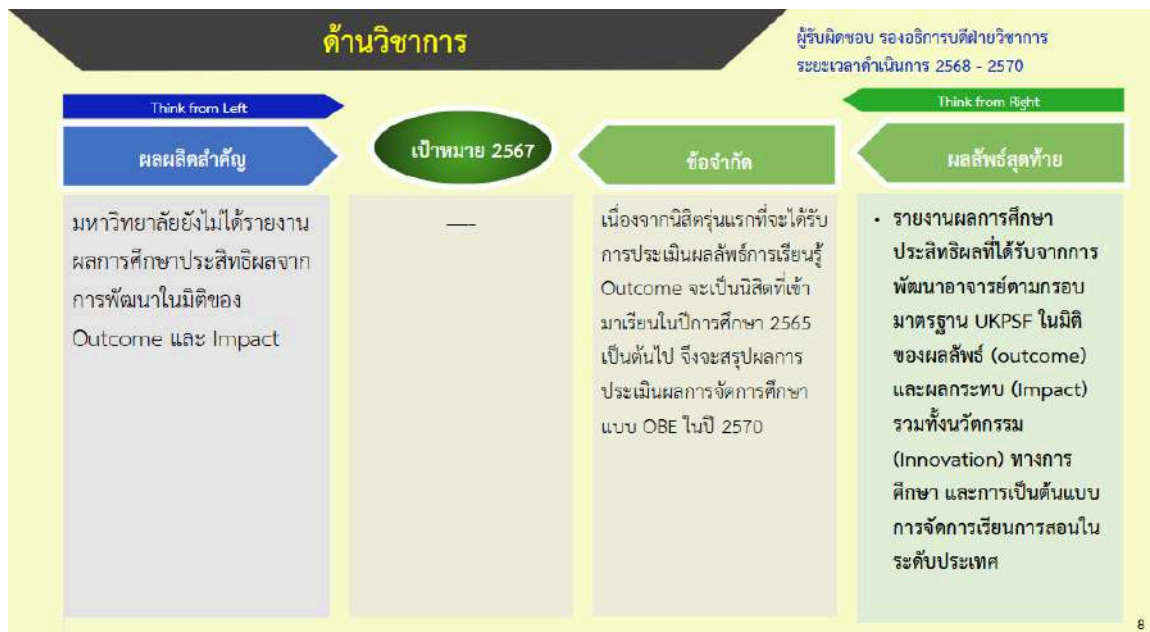 ด้านวิชาการ
ผู้รับผิดชอบ รองอธิการบดีฝ่ายวิชาการ
ระยะเวลาดำเนินการ 2568 - 2570
Think from Left
ผลผลิตสำคัญ
มหาวิทยาลัยยังไม่ได้รายงาน
ผลการศึกษาประสิทธิผลจาก
การพัฒนาในมิติของ
Outcome และ Impact
เป้าหมาย 2567
----
ข้อจำกัด
เนื่องจากนิสิตรุ่นแรกที่จะได้รับ
การประเมินผลลัพธ์การเรียนรู้
Outcome จะเป็นนิสิตที่เข้า
มาเรียนในปีการศึกษา 2565
เป็นต้นไป จึงจะสรุปผลการ
ประเมินผลการจัดการศึกษา
แบบ OBE ในปี 2570
Think from Right
ผลลัพธ์สุดท้าย
• รายงานผลการศึกษา
ประสิทธิผลที่ได้รับจากการ
พัฒนาอาจารย์ตามกรอบ
มาตรฐาน UKPSF ในมิติ
ของผลลัพธ์ (outcome)
และผลกระทบ (Impact)
รวมทั้งนวัตกรรม
(Innovation) ทางการ
ศึกษา และการเป็นต้นแบบ
การจัดการเรียนการสอนใน
ระดับประเทศ
8